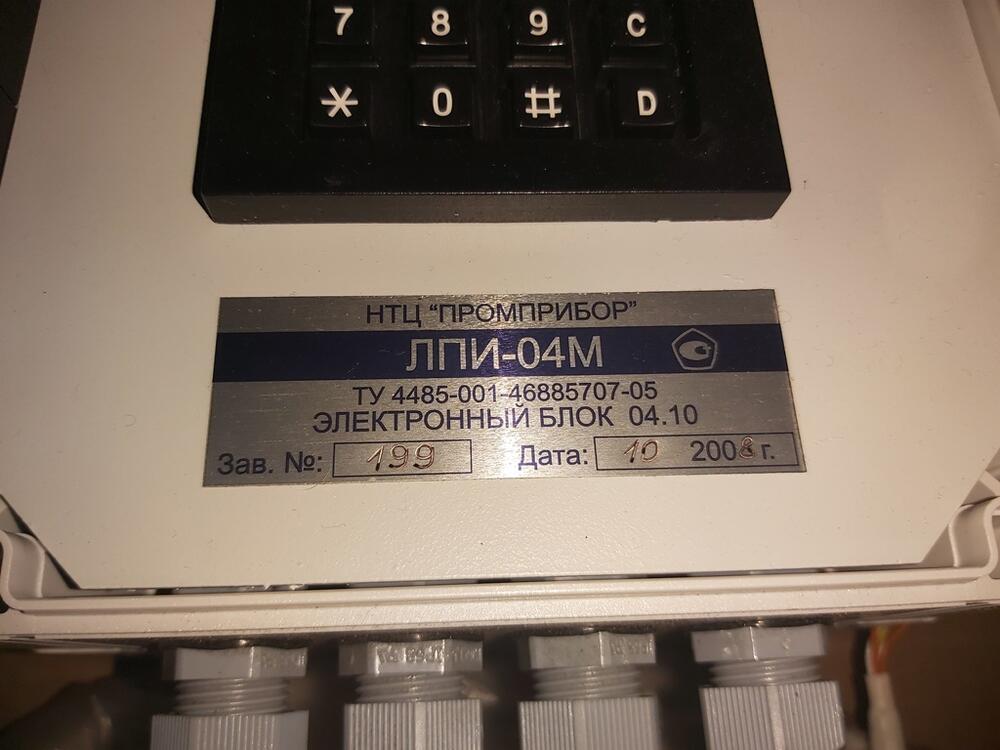 7 8 9 C
* 0 # D
НТЦ "ПРОМПРИБОР"
ЛПИ-04М
ТУ 4485-001-46885707-05
ЭЛЕКТРОННЫЙ БЛОК 04.10
Зав. №: 199 Дата: 10 2008 г.